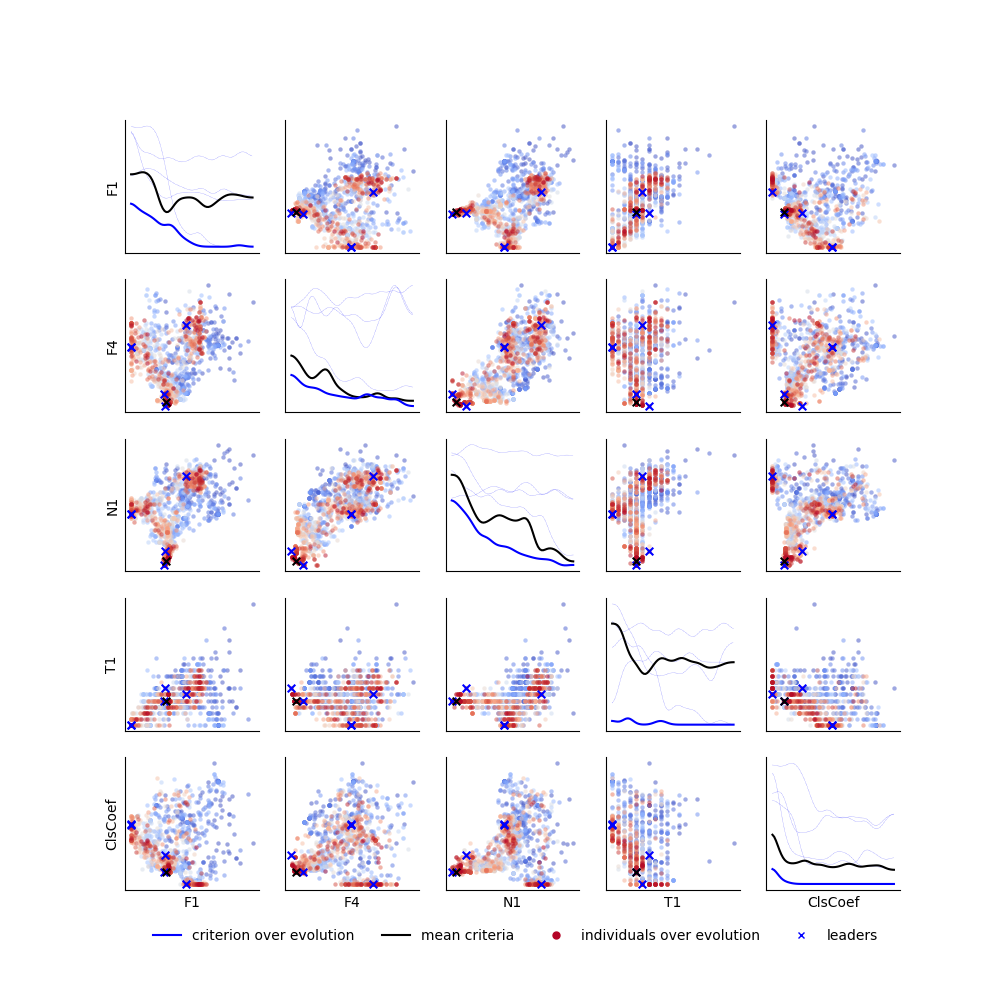 F1
F4
N1
T1
ClsCoef
F1 F4 N1 T1 ClsCoef
criterion over evolution mean criteria individuals over evolution leaders